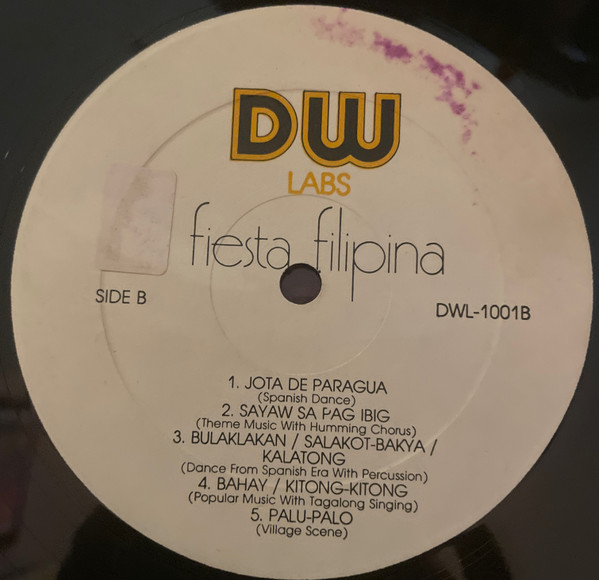 DW
LABS
fiesta filipina
SIDE B
DWL-1001B
1. JOTA DE PARAGUA
(Spanish Dance)
2. SAYAW SA PAG IBIG
(Theme Music With Humming Chorus)
3. BULAKLAKAN / SALAKOT-BAKYA /
KALATONG
(Dance From Spanish Era With Percussion)
4. BAHAY / KITONG-KITONG
(Popular Music With Tagalong Singing)
5. PALU-PALO
(Village Scene)